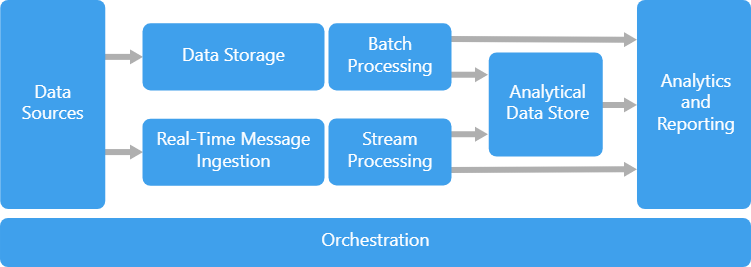 Data
Sources
Data Storage
Batch
Processing
Real-Time Message
Ingestion
Stream
Processing
Analytical
Data Store
Analytics
and
Reporting
Orchestration